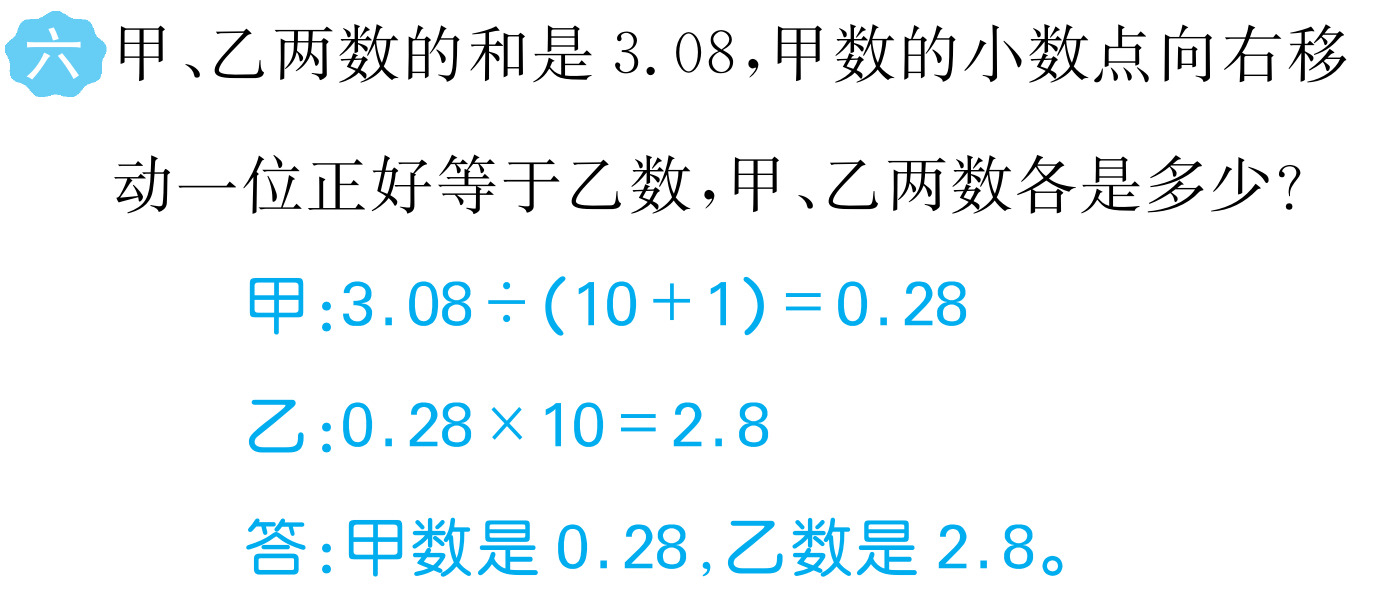 六 甲、乙两数的和是 3.08,甲数的小数点向右移
动一位正好等于乙数,甲、乙两数各是多少?
甲:3.08÷(10+1)=0.28
乙:0.28×10=2.8
答:甲数是 0.28,乙数是 2.8。